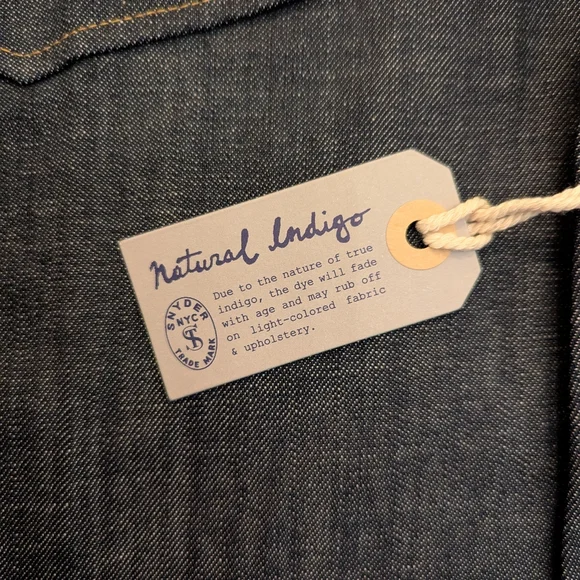 Natural Indigo
Due to the nature of true
indigo, the dye will fade
with age and may rub off
on light-colored fabric
& upholstery.
SNYDER
NYC
TRADE MARK